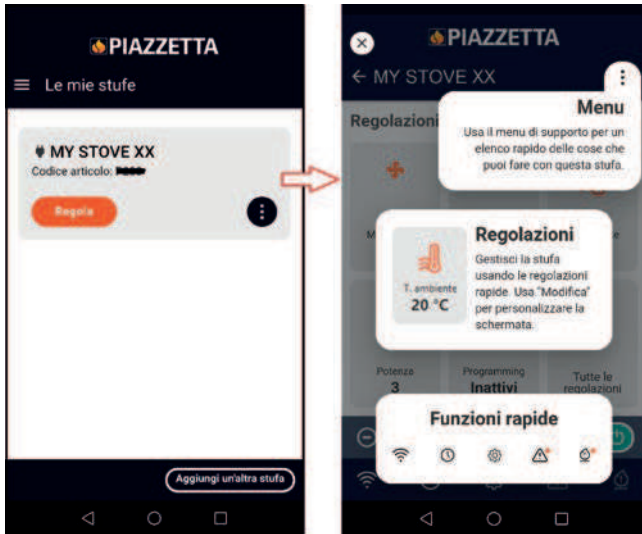 PIAZZETTA
Le mie stufe
MY STOVE XX
Codice articolo:
Regola
Aggiungi un'altra stufa
PIAZZETTA
MY STOVE XX
Regolazioni
Menu
Usa il menu di supporto per un
elenco rapido delle cose che
puoi fare con questa stufa.
Regolazioni
Gestisci la stufa
usando le regolazioni
rapide. Usa "Modifica"
per personalizzare la
schermata.
T. ambiente
20 °C
Potenza
3
Programming
Inattivi
Tutte le
regolazioni
Funzioni rapide